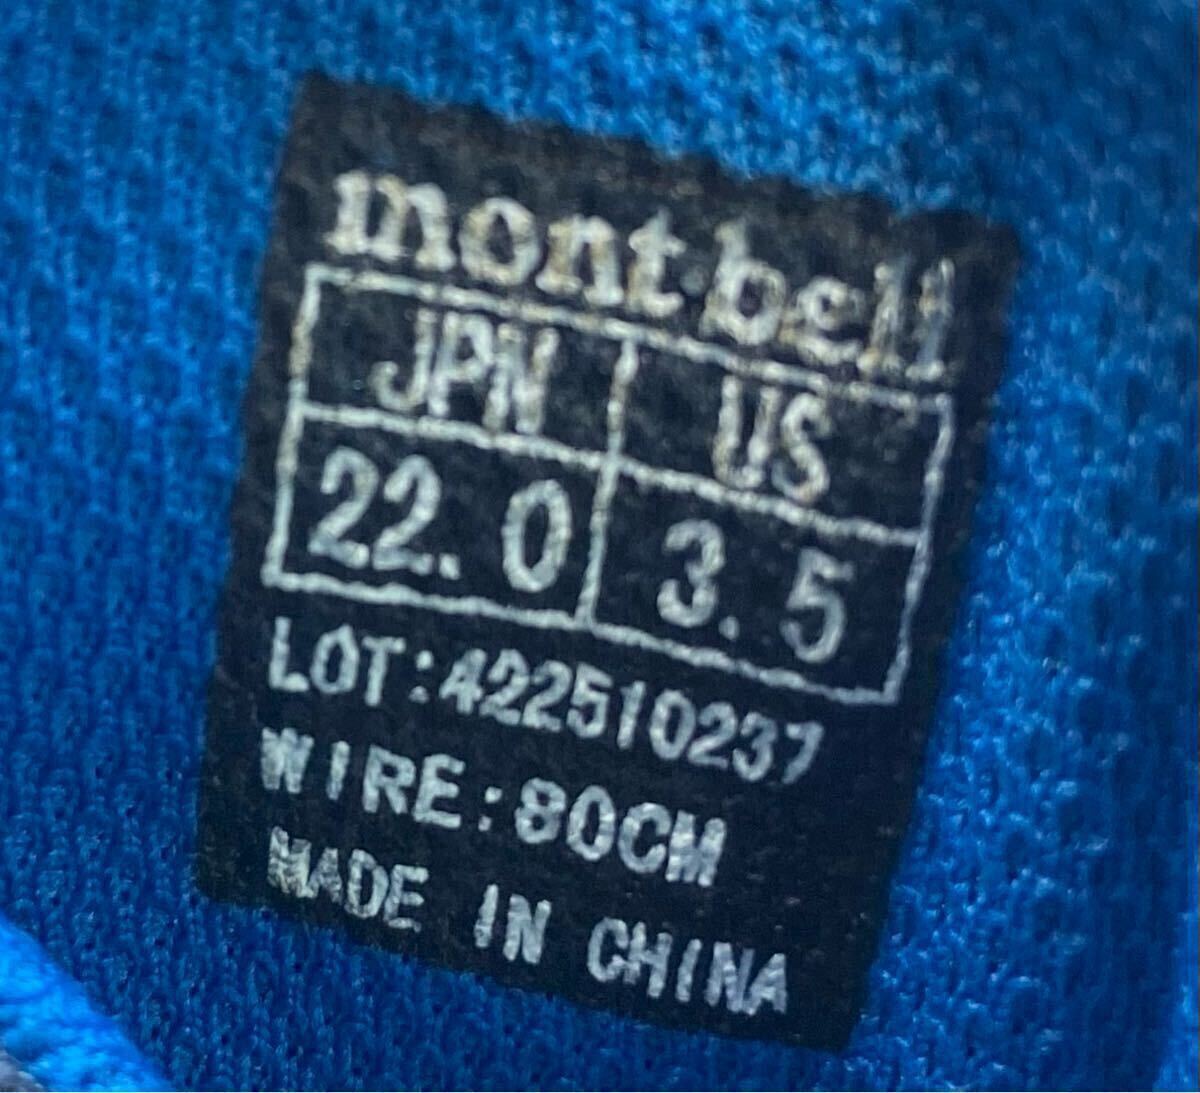 mont-bell
JPN US
22.0 3.5
LOT:422510237
WIRE:80CM
MADE IN CHINA